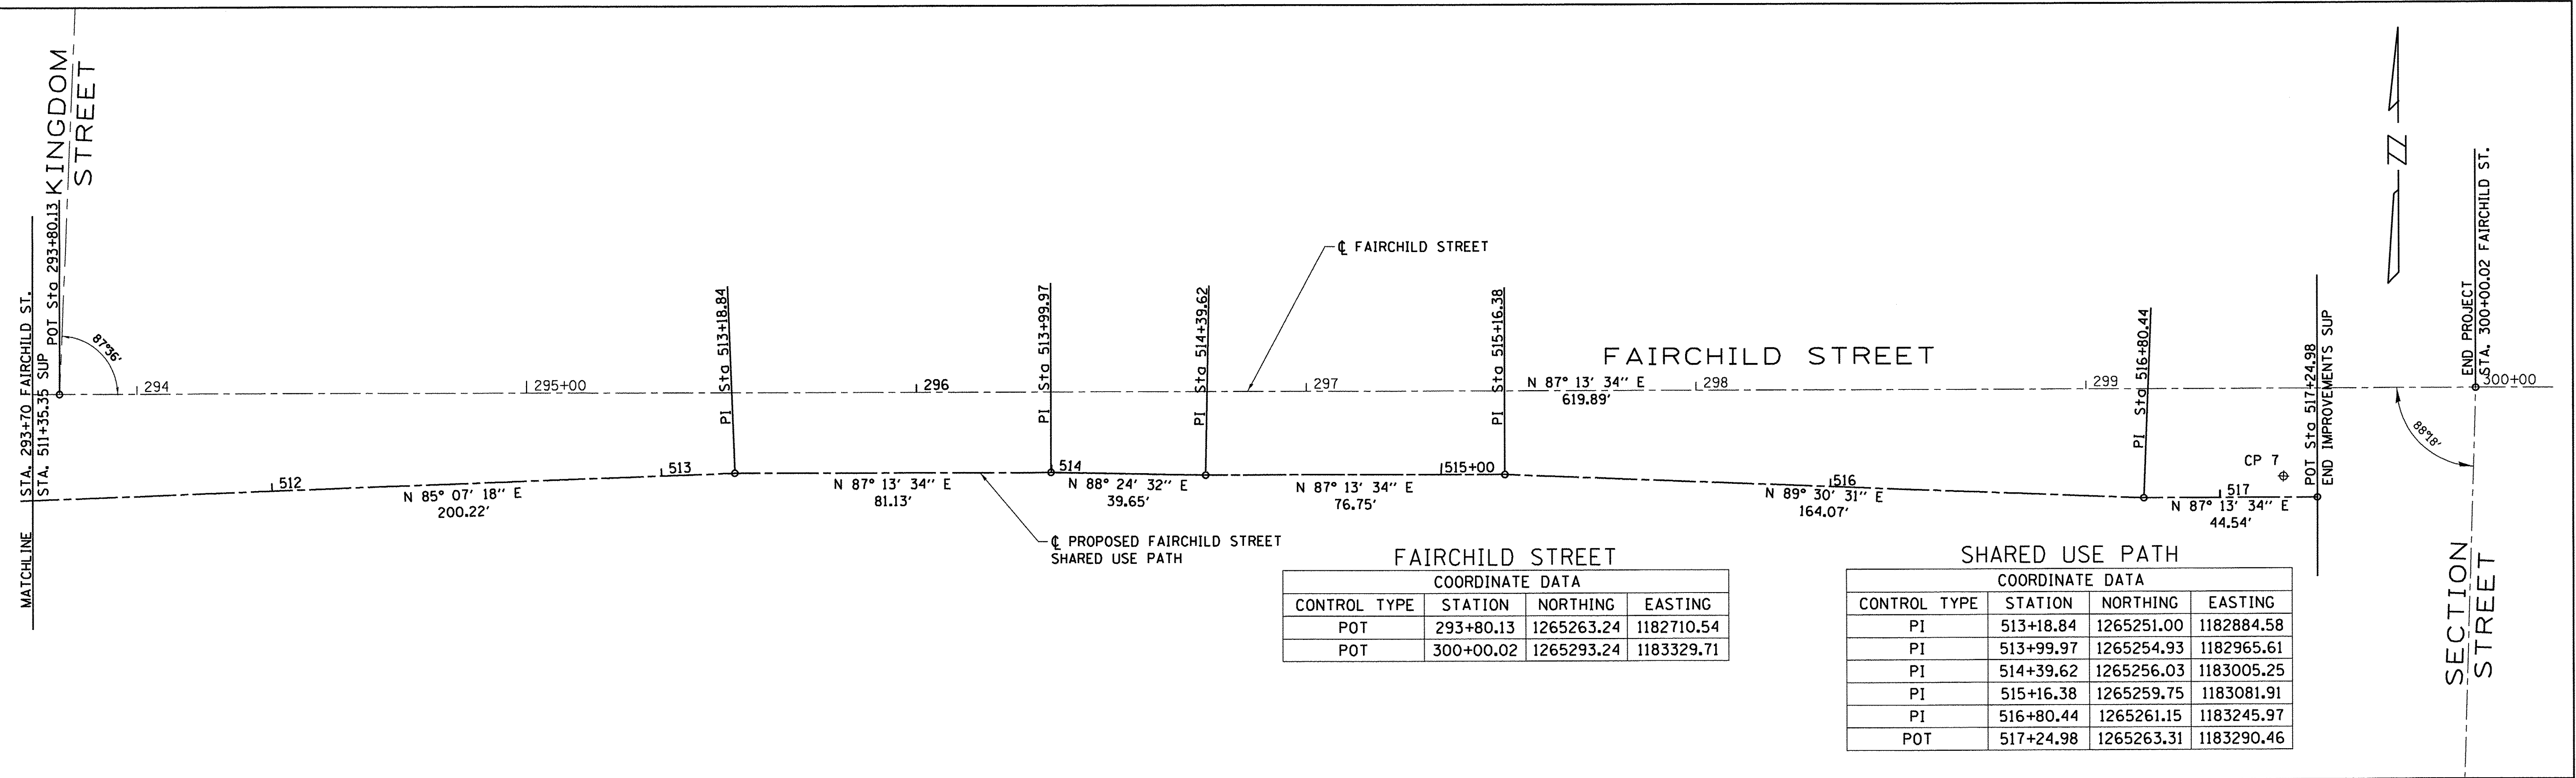 KINGDOM
STREET
MATCHLINE STA. 293+70 FAIRCHILD ST.
STA. 511+35.35 SUP
POT Sta 293+80.13
87°36'
294
295+00
296
297
298
299
300+00
PI Sta 513+18.84
PI Sta 513+99.97
PI Sta 514+39.62
PI Sta 515+16.38
PI Sta 516+80.44
POT Sta 517+24.98
END IMPROVEMENTS SUP
END PROJECT
STA. 300+00.02 FAIRCHILD ST.
N
℄ FAIRCHILD STREET
FAIRCHILD STREET
N 87° 13' 34'' E
619.89'
88°18'
CP 7
512
513
514
515+00
516
517
N 85° 07' 18'' E
200.22'
N 87° 13' 34'' E
81.13'
N 88° 24' 32'' E
39.65'
N 87° 13' 34'' E
76.75'
N 89° 30' 31'' E
164.07'
N 87° 13' 34'' E
44.54'
℄ PROPOSED FAIRCHILD STREET
SHARED USE PATH
SECTION
STREET
FAIRCHILD STREET
COORDINATE DATA
CONTROL TYPE STATION NORTHING EASTING
POT 293+80.13 1265263.24 1182710.54
POT 300+00.02 1265293.24 1183329.71
SHARED USE PATH
COORDINATE DATA
CONTROL TYPE STATION NORTHING EASTING
PI 513+18.84 1265251.00 1182884.58
PI 513+99.97 1265254.93 1182965.61
PI 514+39.62 1265256.03 1183005.25
PI 515+16.38 1265259.75 1183081.91
PI 516+80.44 1265261.15 1183245.97
POT 517+24.98 1265263.31 1183290.46